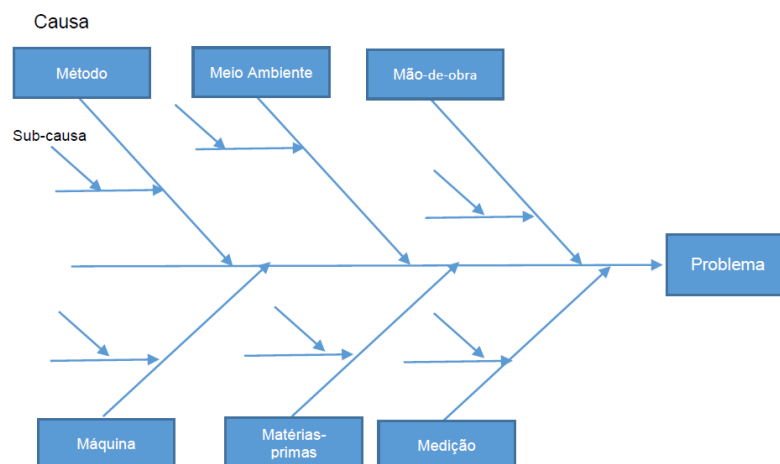 Causa
Método
Meio Ambiente
Mão-de-obra
Sub-causa
Problema
Máquina
Matérias-
primas
Medição